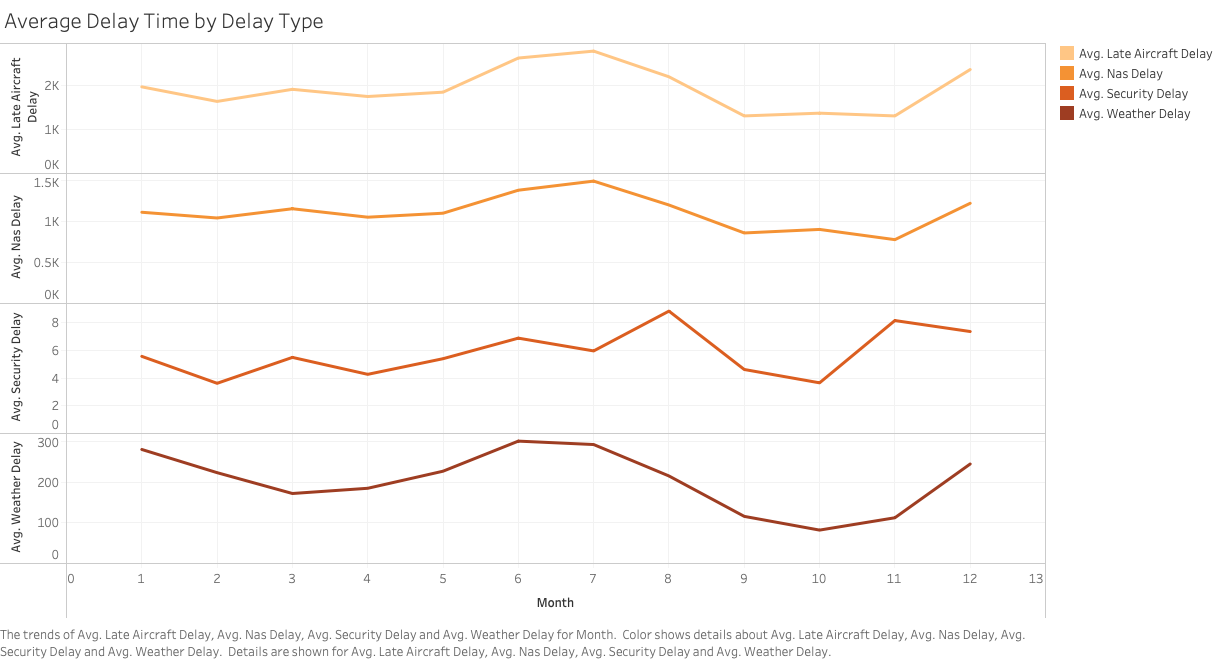 Average Delay Time by Delay Type
Avg. Late Aircraft
Delay
2K
1K
0K
Avg. Nas Delay
1.5K
1K
0.5K
0K
Avg. Security Delay
8
6
4
2
0
Avg. Weather Delay
300
200
100
0
0 1 2 3 4 5 6 7 8 9 10 11 12 13
Month
Avg. Late Aircraft Delay
Avg. Nas Delay
Avg. Security Delay
Avg. Weather Delay
The trends of Avg. Late Aircraft Delay, Avg. Nas Delay, Avg. Security Delay and Avg. Weather Delay for Month.  Color shows details about Avg. Late Aircraft Delay, Avg. Nas Delay, Avg.
Security Delay and Avg. Weather Delay.  Details are shown for Avg. Late Aircraft Delay, Avg. Nas Delay, Avg. Security Delay and Avg. Weather Delay.